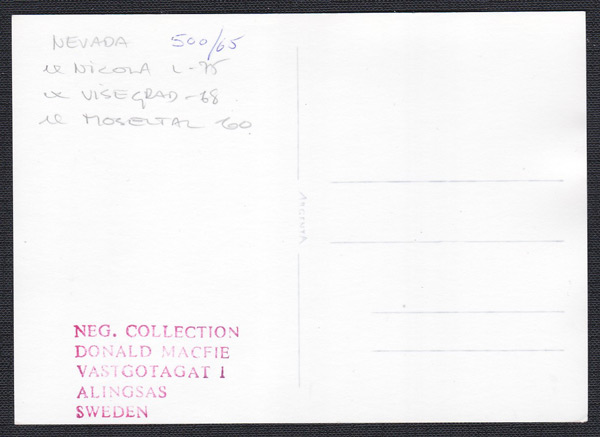 NEVADA 500/65
ex NICOLA L-75
ex VIŠEGRAD-68
ex MOSELTAL 60
NEG. COLLECTION
DONALD MACFIE
VASTGOTAGAT 1
ALINGSAS
SWEDEN